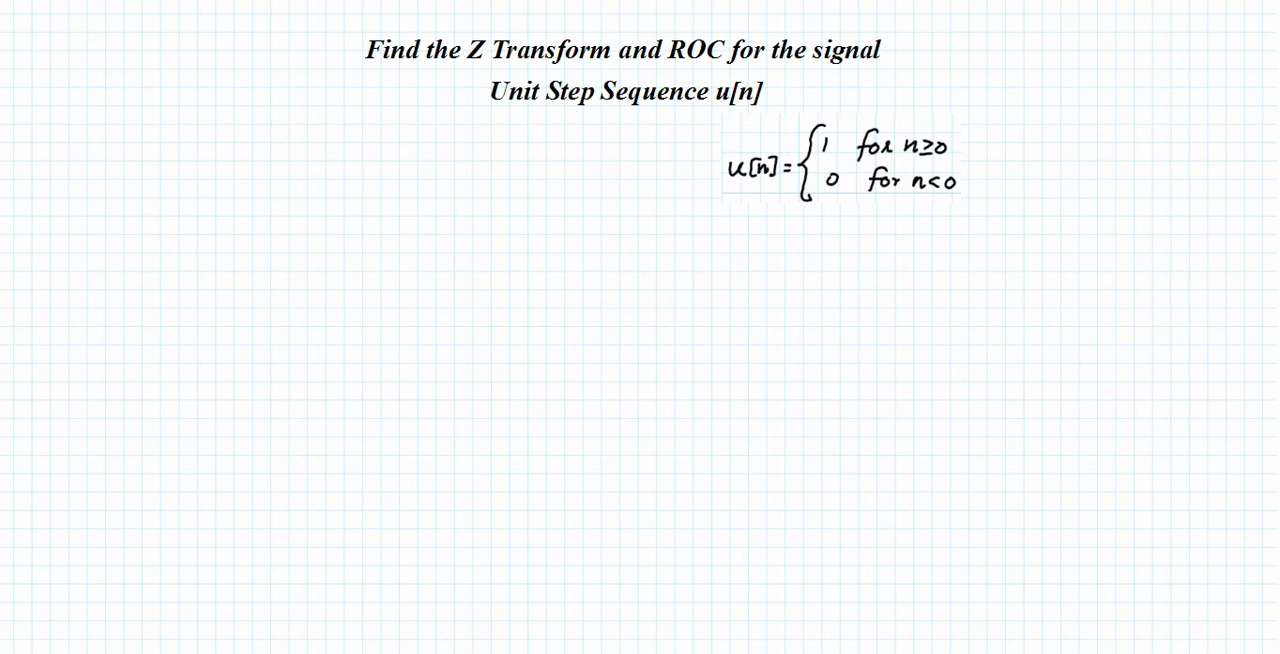 Find the Z Transform and ROC for the signal
Unit Step Sequence u[n]
u[n] = { 1 for n≥0
0 for n<0